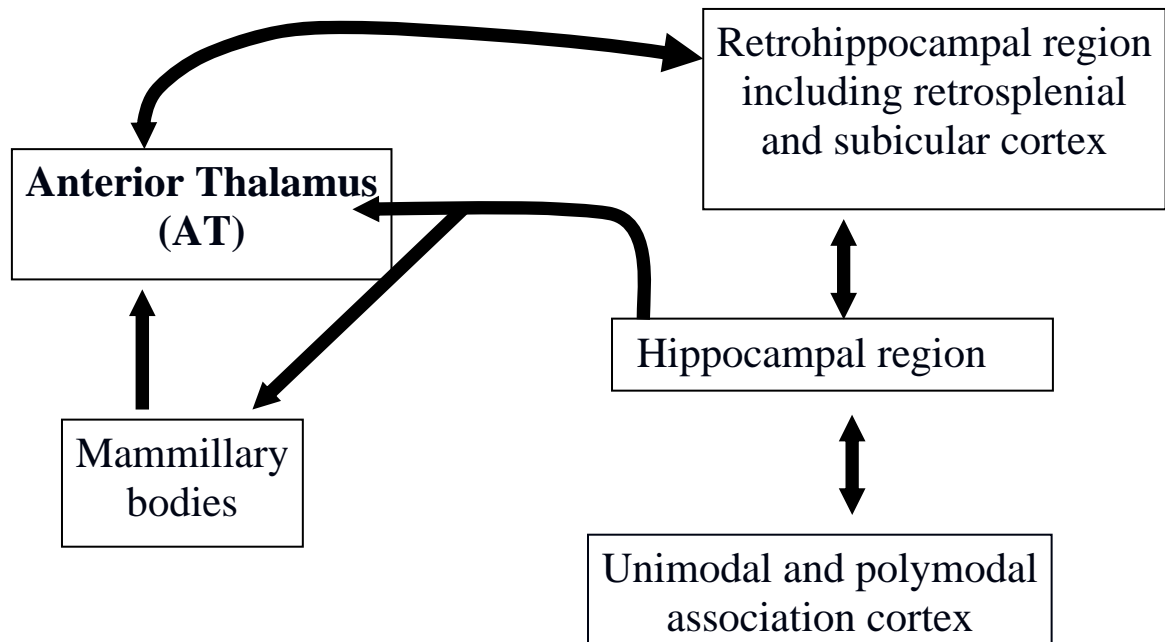 Retrohippocampal region
including retrosplenial
and subicular cortex
Anterior Thalamus
(AT)
Hippocampal region
Mammillary
bodies
Unimodal and polymodal
association cortex